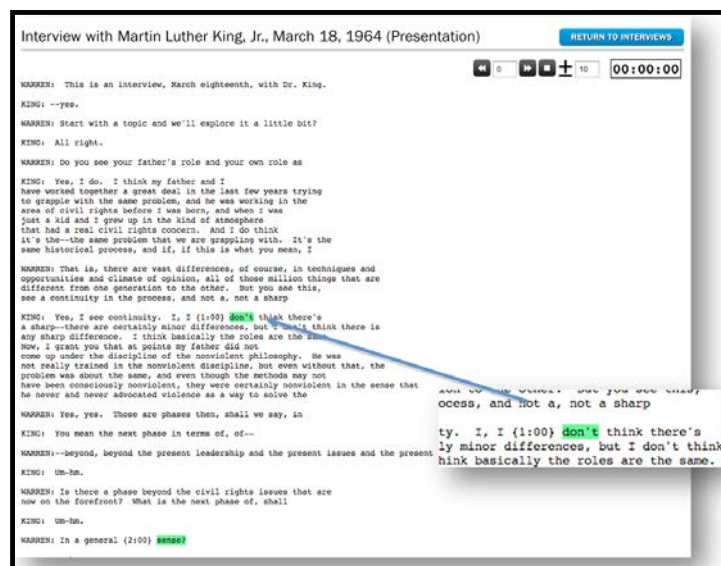 Interview with Martin Luther King, Jr., March 18, 1964 (Presentation)
RETURN TO INTERVIEWS
0 ± 10 00:00:00
WARREN: This is an interview, March eighteenth, with Dr. King.
KING: --yes.
WARREN: Start with a topic and we'll explore it a little bit?
KING: All right.
WARREN: Do you see your father's role and your own role as
KING: Yes, I do. I think my father and I
have worked together a great deal in the last few years trying
to grapple with the same problem, and he was working in the
area of civil rights before I was born, and when I was
just a kid and I grew up in the kind of atmosphere
that had a real civil rights concern. And I do think
it's the--the same problem that we are grappling with. It's the
same historical process, and if, if this is what you mean, I
WARREN: That is, there are vast differences, of course, in techniques and
opportunities and climate of opinion, all of those million things that are
different from one generation to the other. But you see this,
see a continuity in the process, and not a, not a sharp
KING: Yes, I see continuity. I, I {1:00} don't think there's
a sharp--there are certainly minor differences, but I don't think there is
any sharp difference. I think basically the roles are the same.
Now, I grant you that at points my father did not
come up under the discipline of the nonviolent philosophy. He was
not really trained in the nonviolent discipline, but even without that, the
problem was about the same, and even though the methods may not
have been consciously nonviolent, they were certainly nonviolent in the sense that
he never and never advocated violence as a way to solve the
WARREN: Yes, yes. Those are phases then, shall we say, in
KING: You mean the next phase in terms of, of--
WARREN:--beyond, beyond the present leadership and the present issues and the present
KING: Um-hm.
WARREN: Is there a phase beyond the civil rights issues that are
now on the forefront? What is the next phase of, shall
KING: Um-hm.
WARREN: In a general {2:00} sense?
ion to the other. But you see this,
ocess, and not a, not a sharp
ty. I, I {1:00} don't think there's
ly minor differences, but I don't think
hink basically the roles are the same.